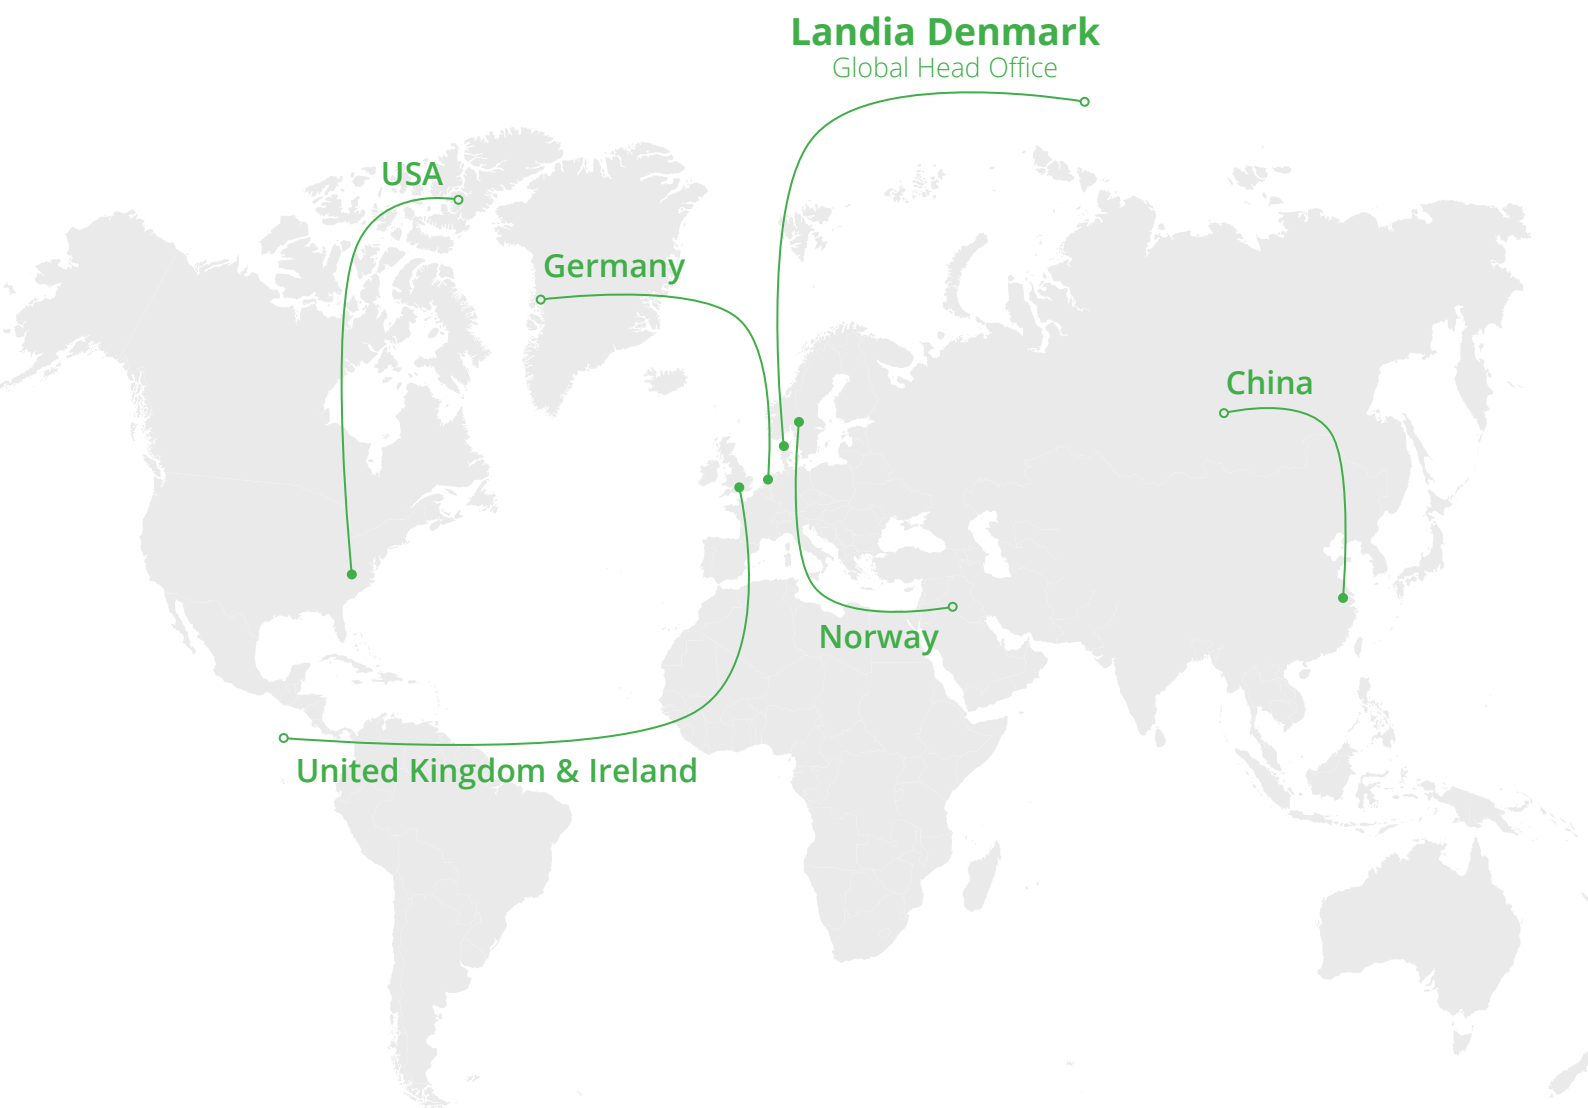 Landia Denmark
Global Head Office
USA
Germany
China
Norway
United Kingdom & Ireland